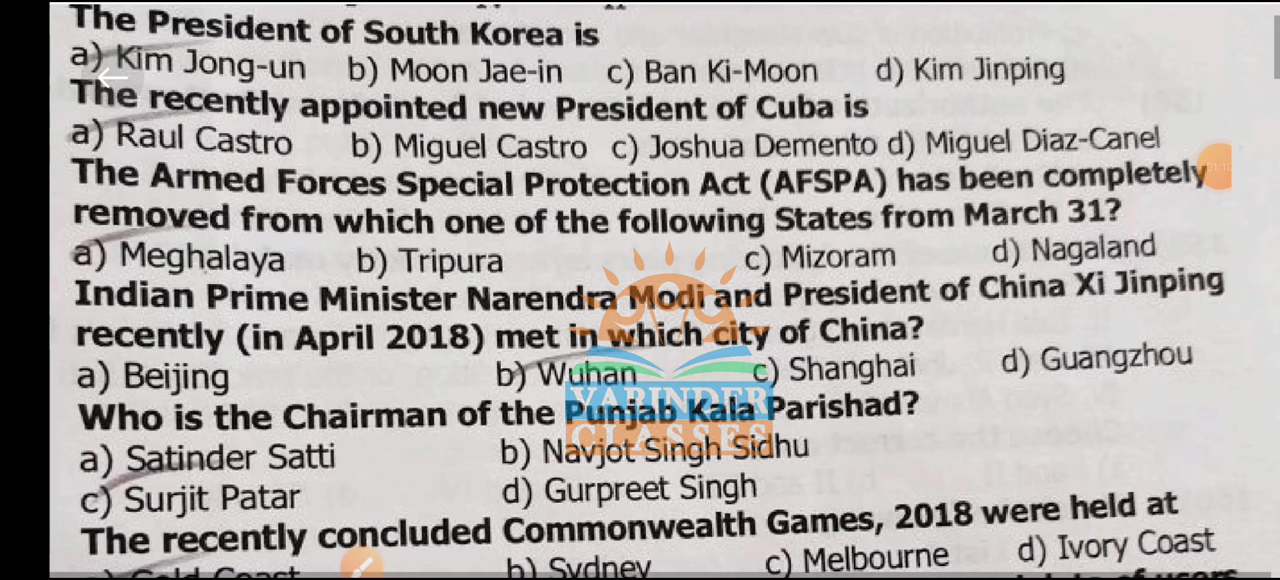 The President of South Korea is
a) Kim Jong-un b) Moon Jae-in c) Ban Ki-Moon d) Kim Jinping
The recently appointed new President of Cuba is
a) Raul Castro b) Miguel Castro c) Joshua Demento d) Miguel Diaz-Canel
The Armed Forces Special Protection Act (AFSPA) has been completely
removed from which one of the following States from March 31?
a) Meghalaya b) Tripura c) Mizoram d) Nagaland
Indian Prime Minister Narendra Modi and President of China Xi Jinping
recently (in April 2018) met in which city of China?
a) Beijing b) Wuhan c) Shanghai d) Guangzhou
Who is the Chairman of the Punjab Kala Parishad?
VARINDER
CLASSES
a) Satinder Satti b) Navjot Singh Sidhu
c) Surjit Patar d) Gurpreet Singh
The recently concluded Commonwealth Games, 2018 were held at
a) Gold Coast b) Sydney c) Melbourne d) Ivory Coast